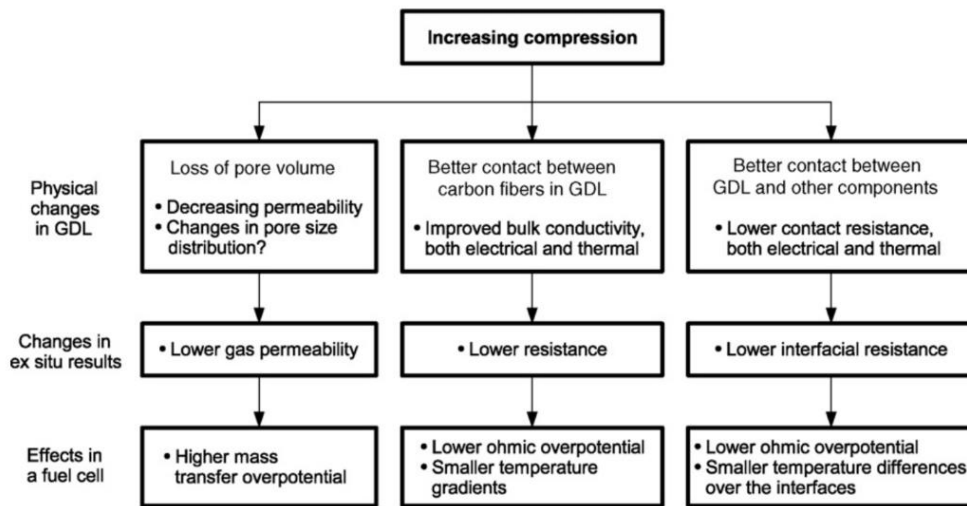 Increasing compression
Physical
changes
in GDL
Loss of pore volume
• Decreasing permeability
• Changes in pore size
distribution?
Better contact between
carbon fibers in GDL
• Improved bulk conductivity,
both electrical and thermal
Better contact between
GDL and other components
• Lower contact resistance,
both electrical and thermal
Changes in
ex situ results
• Lower gas permeability
• Lower resistance
• Lower interfacial resistance
Effects in
a fuel cell
• Higher mass
transfer overpotential
• Lower ohmic overpotential
• Smaller temperature
gradients
• Lower ohmic overpotential
• Smaller temperature differences
over the interfaces